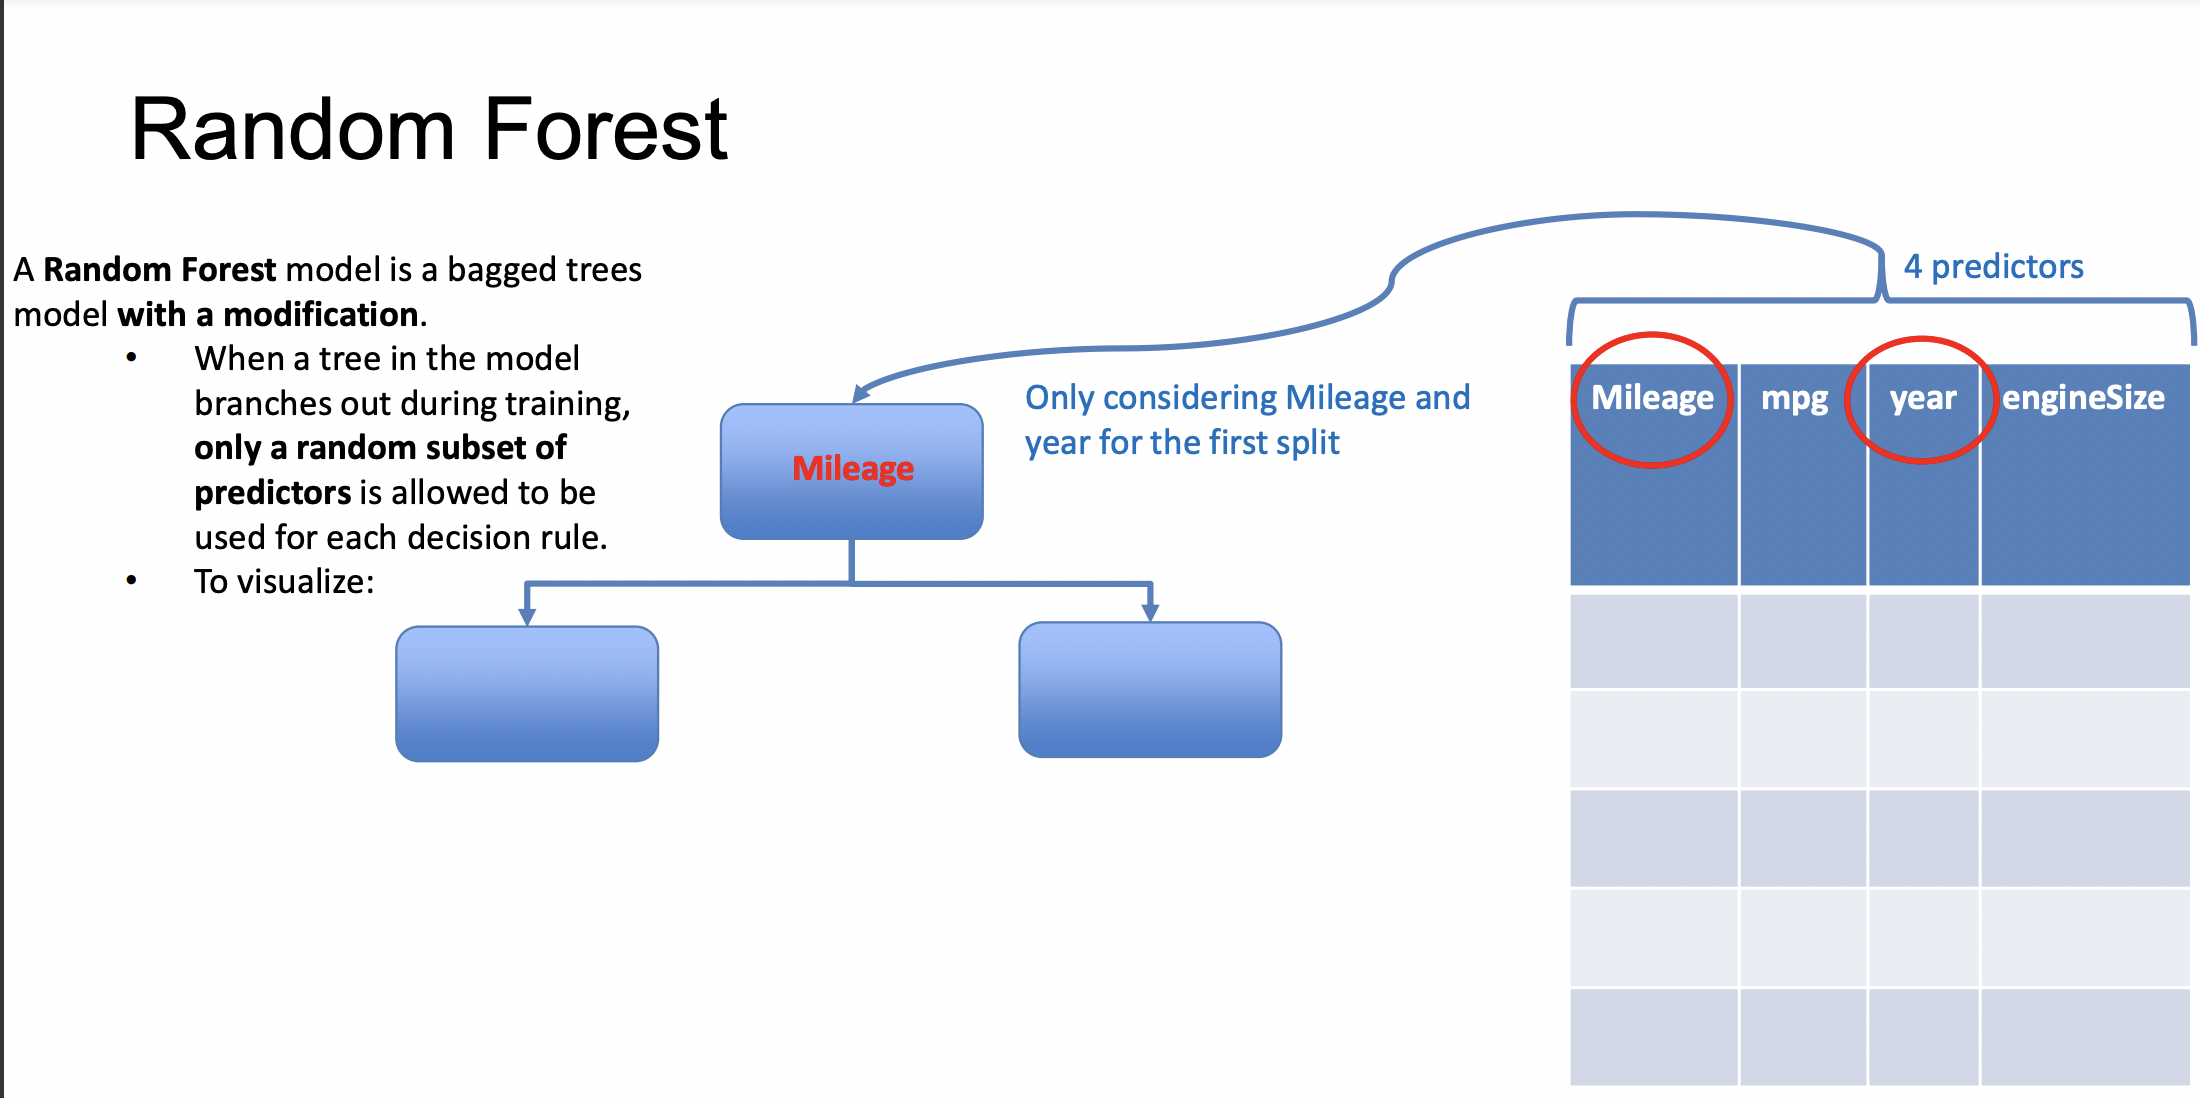 Random Forest
A Random Forest model is a bagged trees
model with a modification.
• When a tree in the model
branches out during training,
only a random subset of
predictors is allowed to be
used for each decision rule.
• To visualize:
Mileage
Only considering Mileage and
year for the first split
4 predictors
Mileage mpg year engineSize